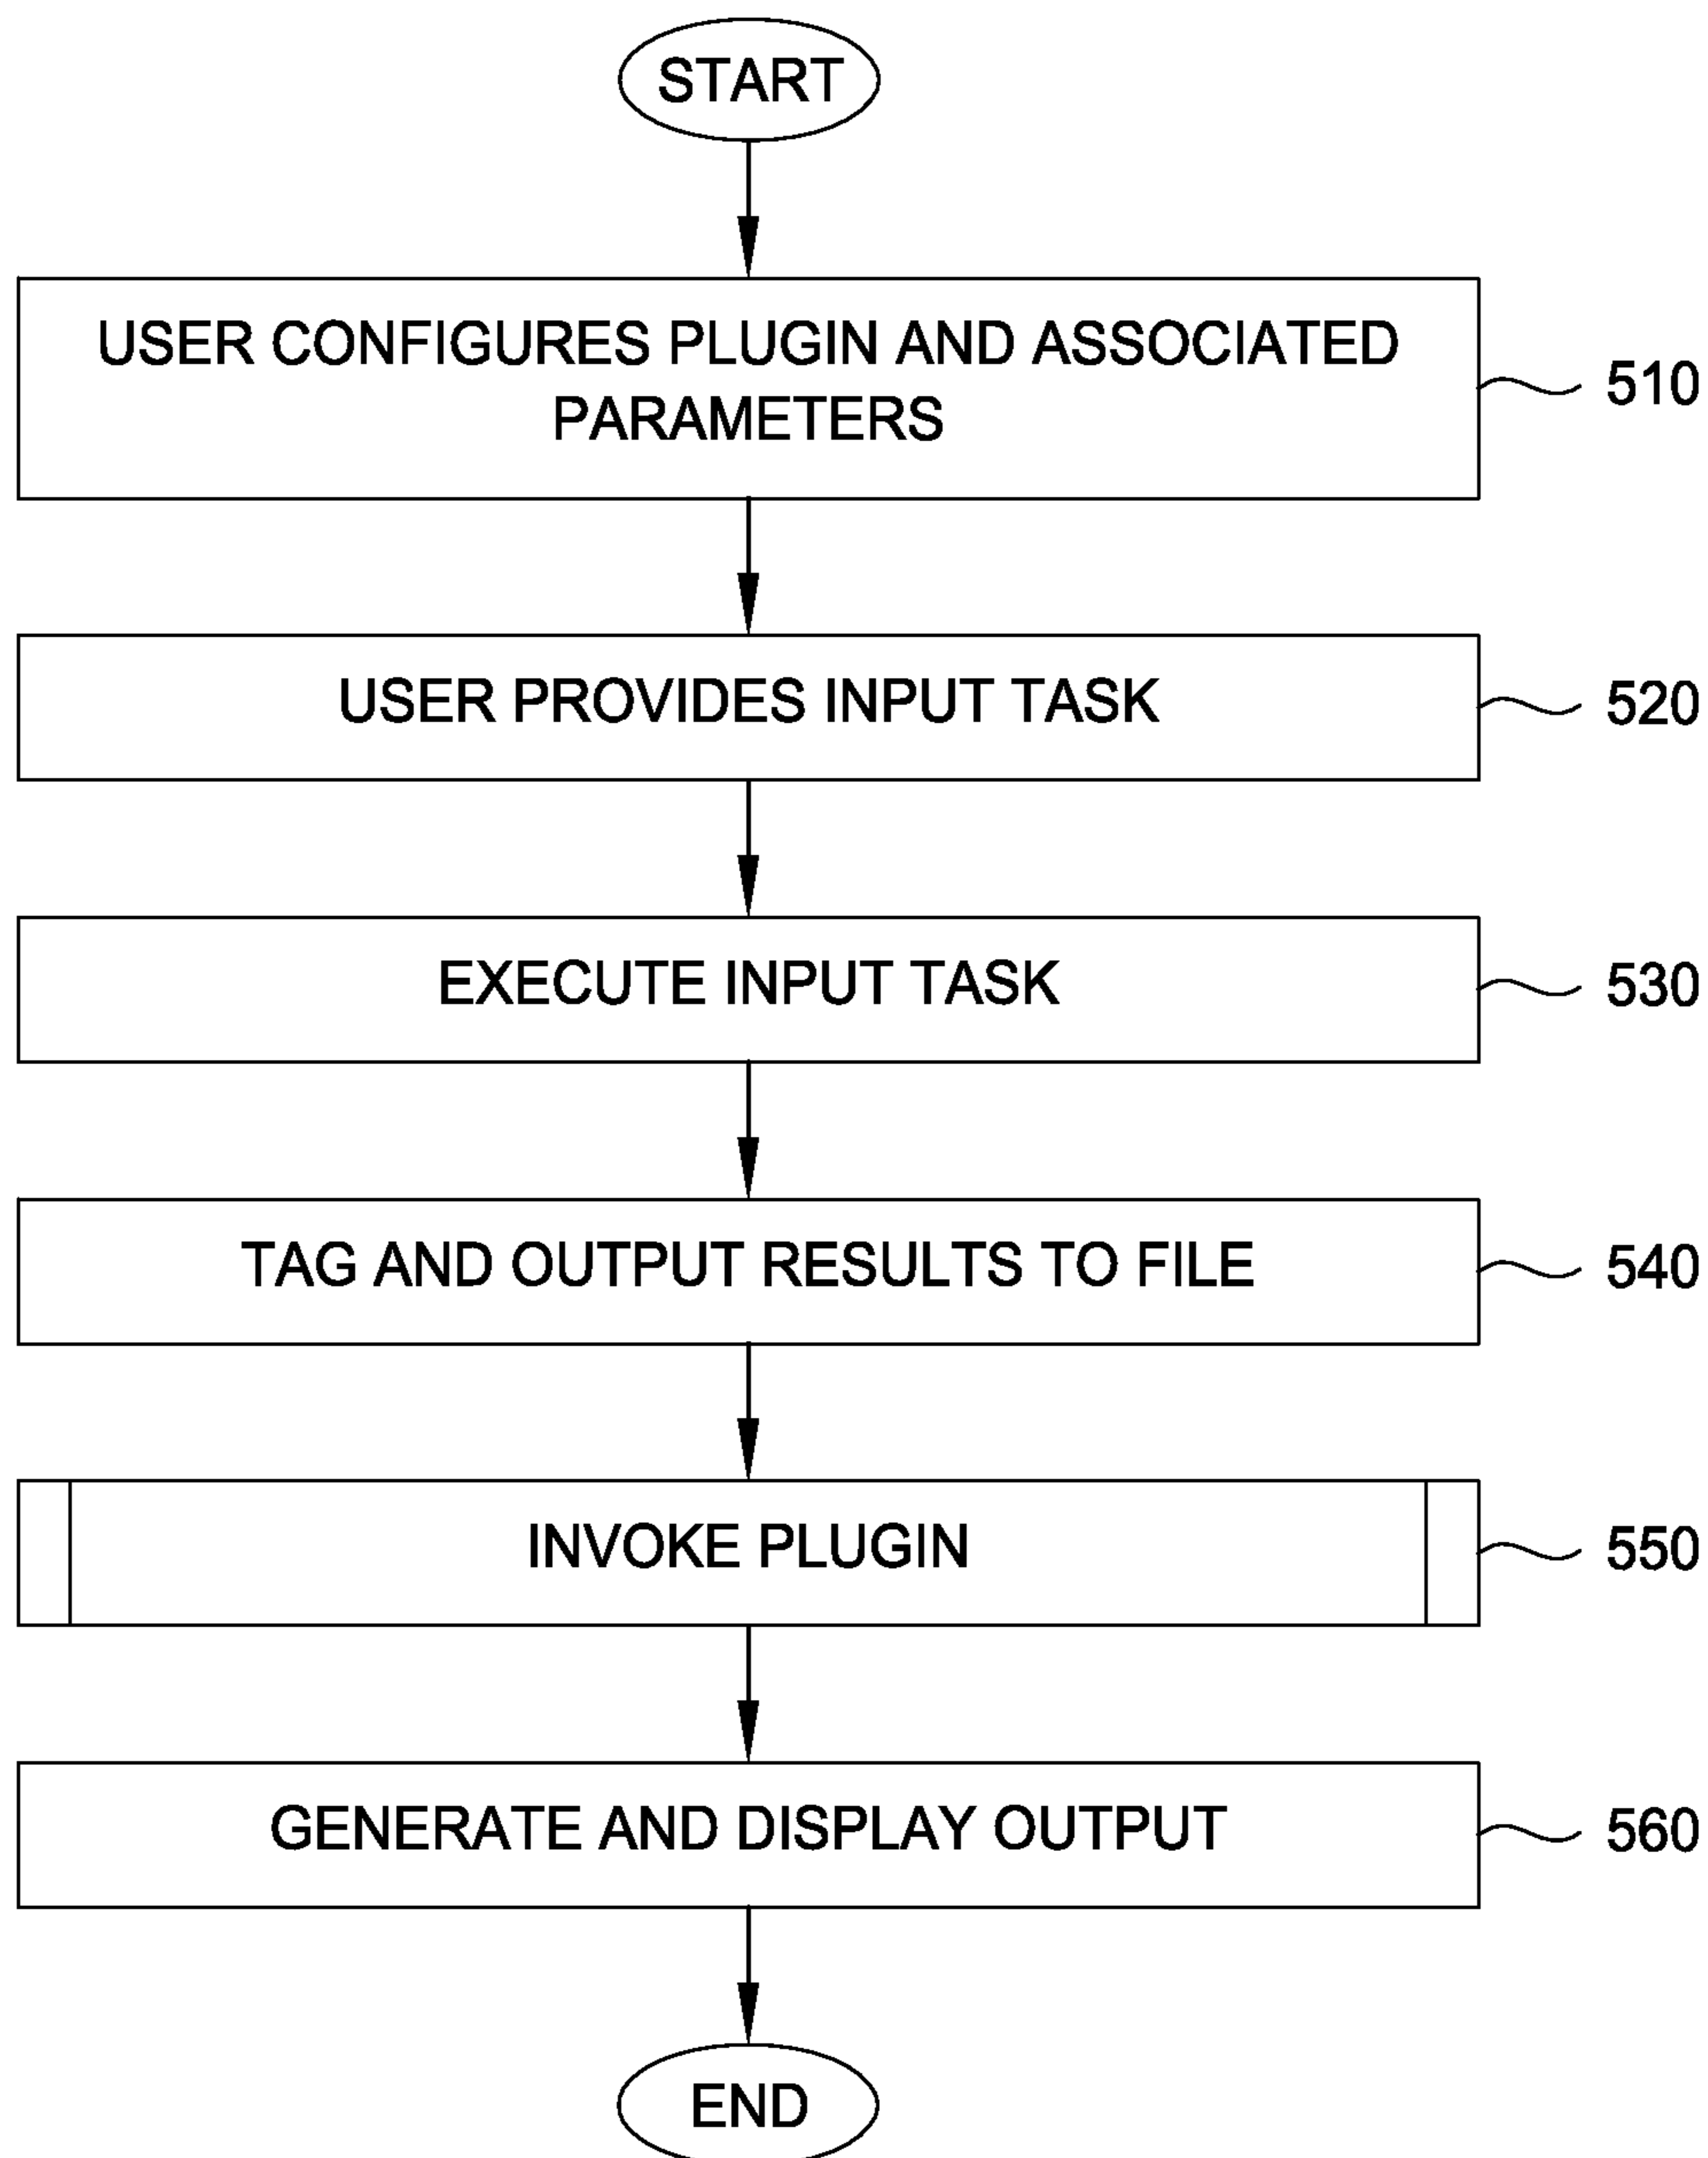 START
USER CONFIGURES PLUGIN AND ASSOCIATED
PARAMETERS
510
USER PROVIDES INPUT TASK
520
EXECUTE INPUT TASK
530
TAG AND OUTPUT RESULTS TO FILE
540
INVOKE PLUGIN
550
GENERATE AND DISPLAY OUTPUT
560
END